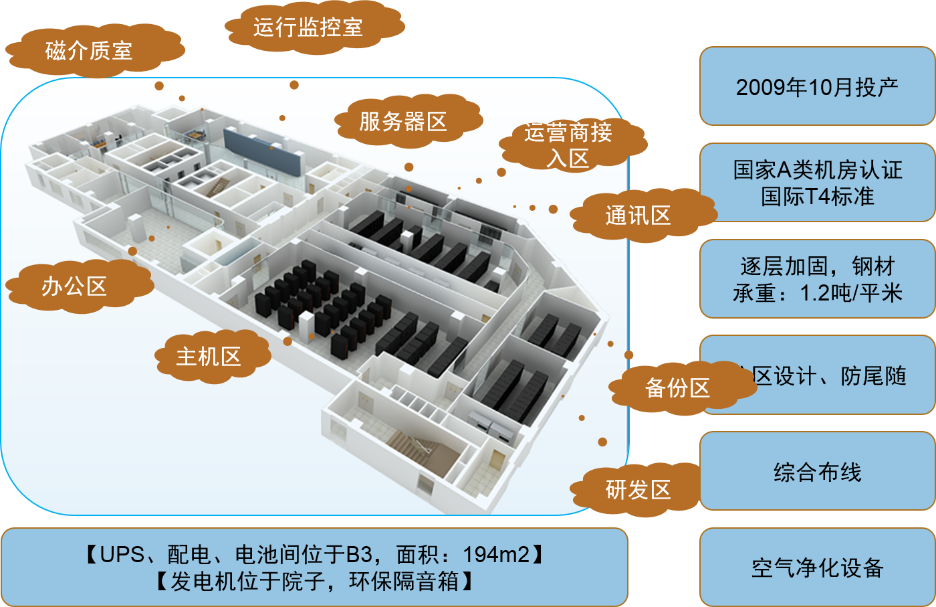 运行监控室
磁介质室
服务器区
运营商接
入区
通讯区
办公区
主机区
备份区
研发区
2009年10月投产
国家A类机房认证
国际T4标准
逐层加固，钢材
承重：1.2吨/平米
区设计、防尾随
综合布线
空气净化设备
【UPS、配电、电池间位于B3，面积：194m2】
【发电机位于院子，环保隔音箱】